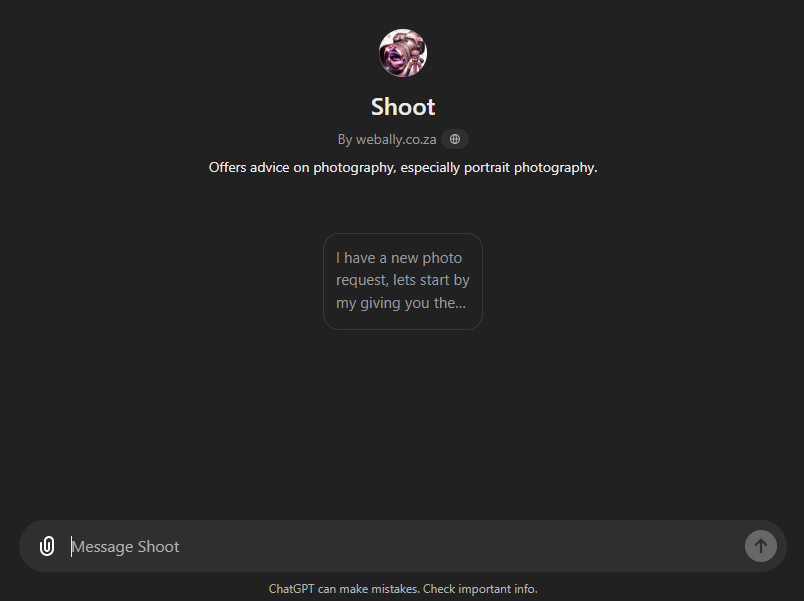 Shoot
By webally.co.za
Offers advice on photography, especially portrait photography.
I have a new photo
request, lets start by
my giving you the...
Message Shoot
ChatGPT can make mistakes. Check important info.